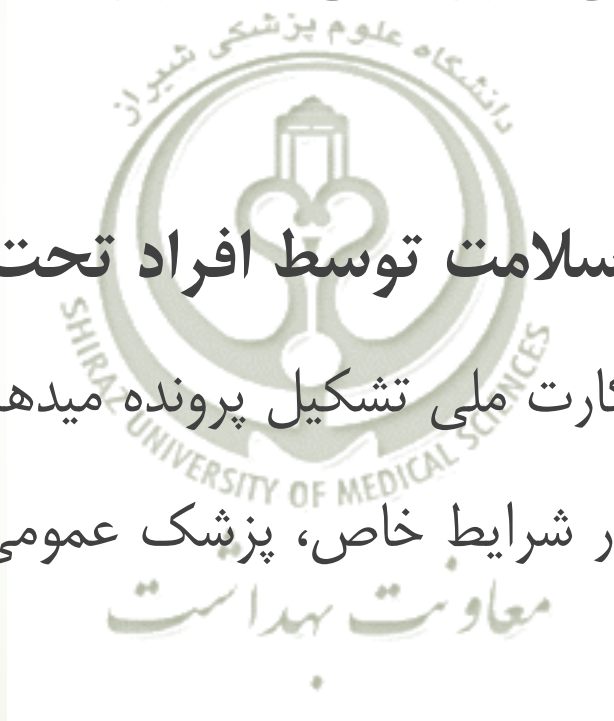 دانشگاه علوم پزشکی شیراز
سلامت توسط افراد تحت
کارت ملی تشکیل پرونده میده
SHIRAZ UNIVERSITY OF MEDICAL SCIENCES
ر شرایط خاص، پزشک عمومی
معاونت بهداشت